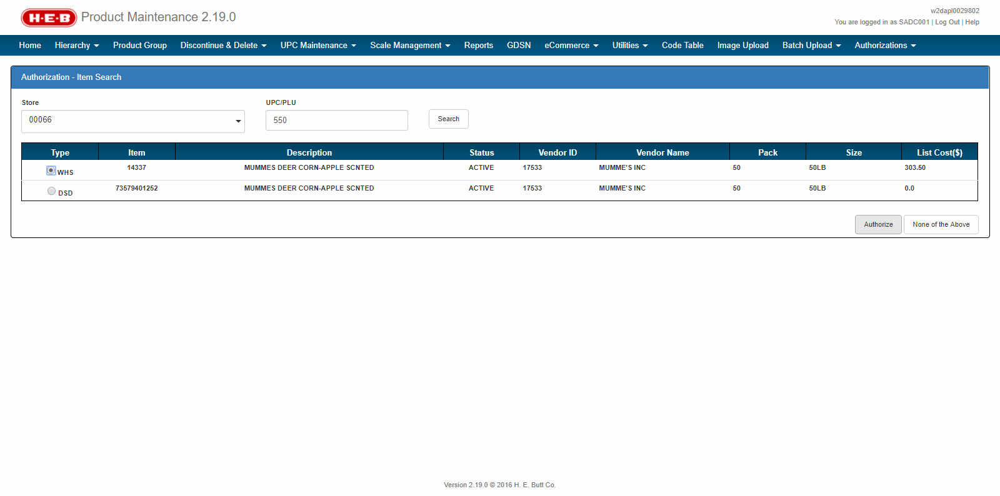 H-E-B Product Maintenance 2.19.0
w2dapl0029802
You are logged in as SADC001 | Log Out | Help
Home Hierarchy Product Group Discontinue & Delete UPC Maintenance Scale Management Reports GDSN eCommerce Utilities Code Table Image Upload Batch Upload Authorizations
Authorization - Item Search
Store UPC/PLU
00066 550 Search
Type Item Description Status Vendor ID Vendor Name Pack Size List Cost($)
WHS 14337 MUMMES DEER CORN-APPLE SCNTED ACTIVE 17533 MUMME'S INC 50 50LB 303.50
DSD 73579401252 MUMMES DEER CORN-APPLE SCNTED ACTIVE 17533 MUMME'S INC 50 50LB 0.0
Authorize None of the Above
Version 2.19.0 © 2016 H. E. Butt Co.